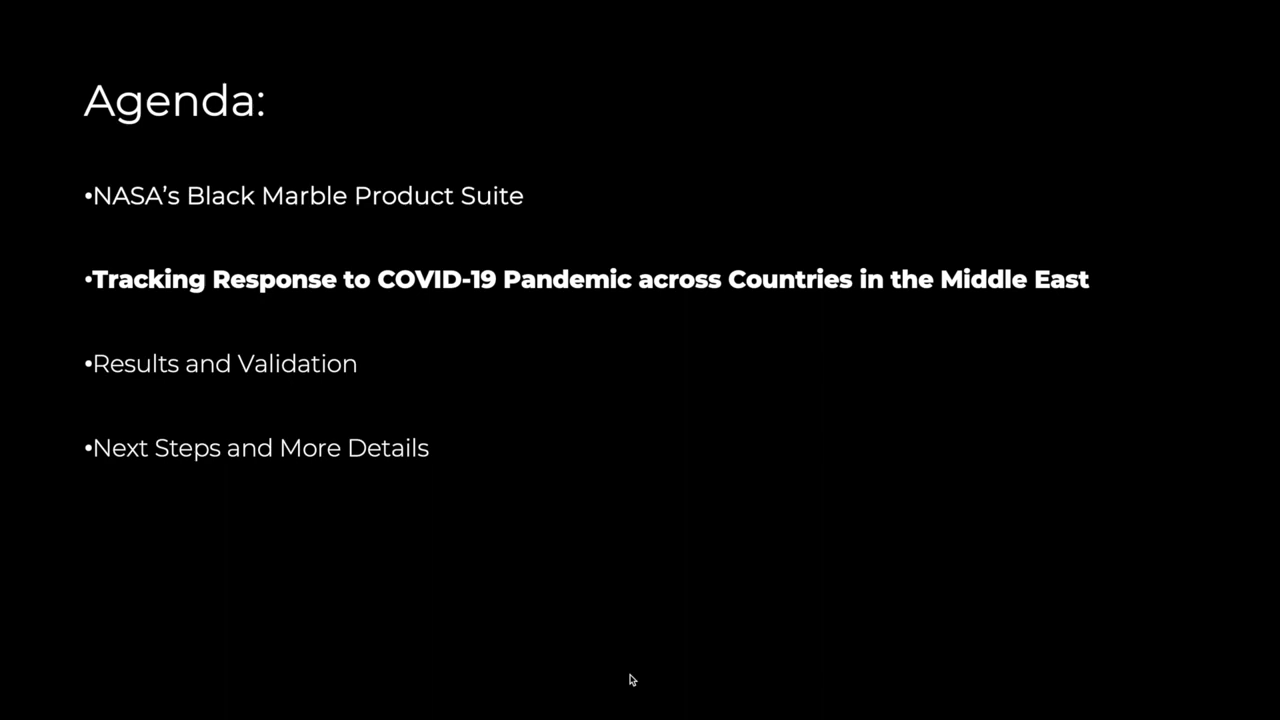 Agenda:
•NASA’s Black Marble Product Suite
•Tracking Response to COVID-19 Pandemic across Countries in the Middle East
•Results and Validation
•Next Steps and More Details